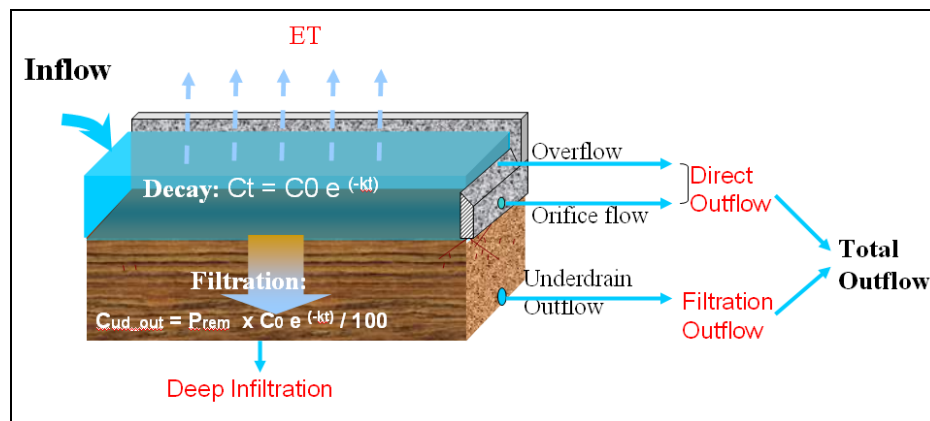 ET
Inflow
Overflow
Decay: Ct = C0 e (-kt)
Direct
Outflow
Orifice flow
Total
Outflow
Filtration:
Underdrain
Outflow
Filtration
Outflow
Cud_out = Prem x C0 e (-kt) / 100
Deep Infiltration